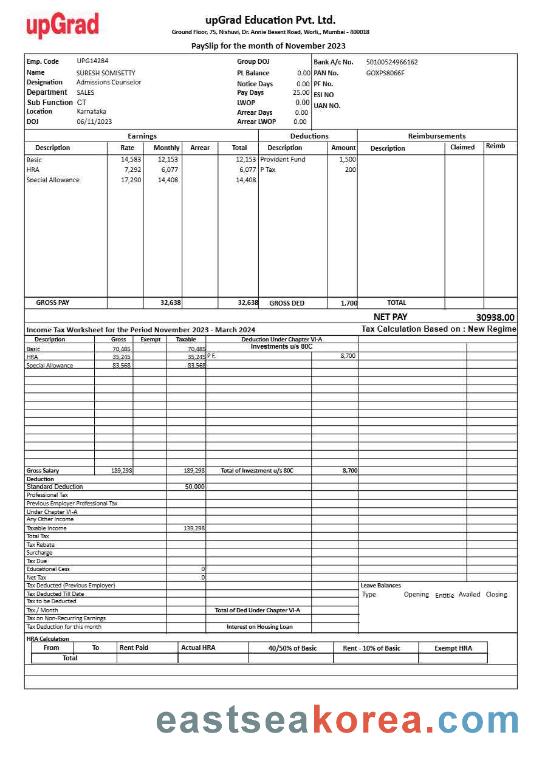 upGrad
upGrad Education Pvt. Ltd.
Ground Floor, 75, Nishuvi, Dr. Annie Besent Road, Worli,, Mumbai - 400018
PaySlip for the month of November 2023
Emp. Code UPG14284 Group DOJ Bank A/c No. 50100524966162
Name SURESH SOMISETTY PL Balance 0.00 PAN No. GOXPS8066F
Designation Admissions Counselor Notice Days 0.00 PF No.
Department SALES Pay Days 25.00 ESI NO
Sub Function CT LWOP 0.00 UAN NO.
Location Karnataka Arrear Days 0.00
DOJ 06/11/2023 Arrear LWOP 0.00
Earnings Deductions Reimbursements
Description Rate Monthly Arrear Total Description Amount Description Claimed Reimb
Basic 14,583 12,153 12,153 Provident Fund 1,500
HRA 7,292 6,077 6,077 P Tax 200
Special Allowance 17,290 14,408 14,408
GROSS PAY 32,638 32,638 GROSS DED 1,700 TOTAL
NET PAY 30938.00
Income Tax Worksheet for the Period November 2023 - March 2024 Tax Calculation Based on : New Regime
Description Gross Exempt Taxable Deduction Under Chapter VI-A
Investments u/s 80C
Basic 70,485 70,485
HRA 35,245 35,245 P F. 8,700
Special Allowance 83,568 83,568
Gross Salary 189,298 189,298 Total of Investment u/s 80C 8,700
Deduction
Standard Deduction 50,000
Professional Tax
Previous Employer Professional Tax
Under Chapter VI-A
Any Other Income
Taxable Income 139,298
Total Tax
Tax Rebate
Surcharge
Tax Due
Educational Cess 0
Net Tax 0
Tax Deducted (Previous Employer) Leave Balances
Tax Deducted Till Date Type Opening Entitle Availed Closing
Tax to be Deducted
Tax / Month Total of Ded Under Chapter VI-A
Tax on Non-Recurring Earnings
Tax Deduction for this month Interest on Housing Loan
HRA Calculation
From To Rent Paid Actual HRA 40/50% of Basic Rent - 10% of Basic Exempt HRA
Total
eastseakorea.com